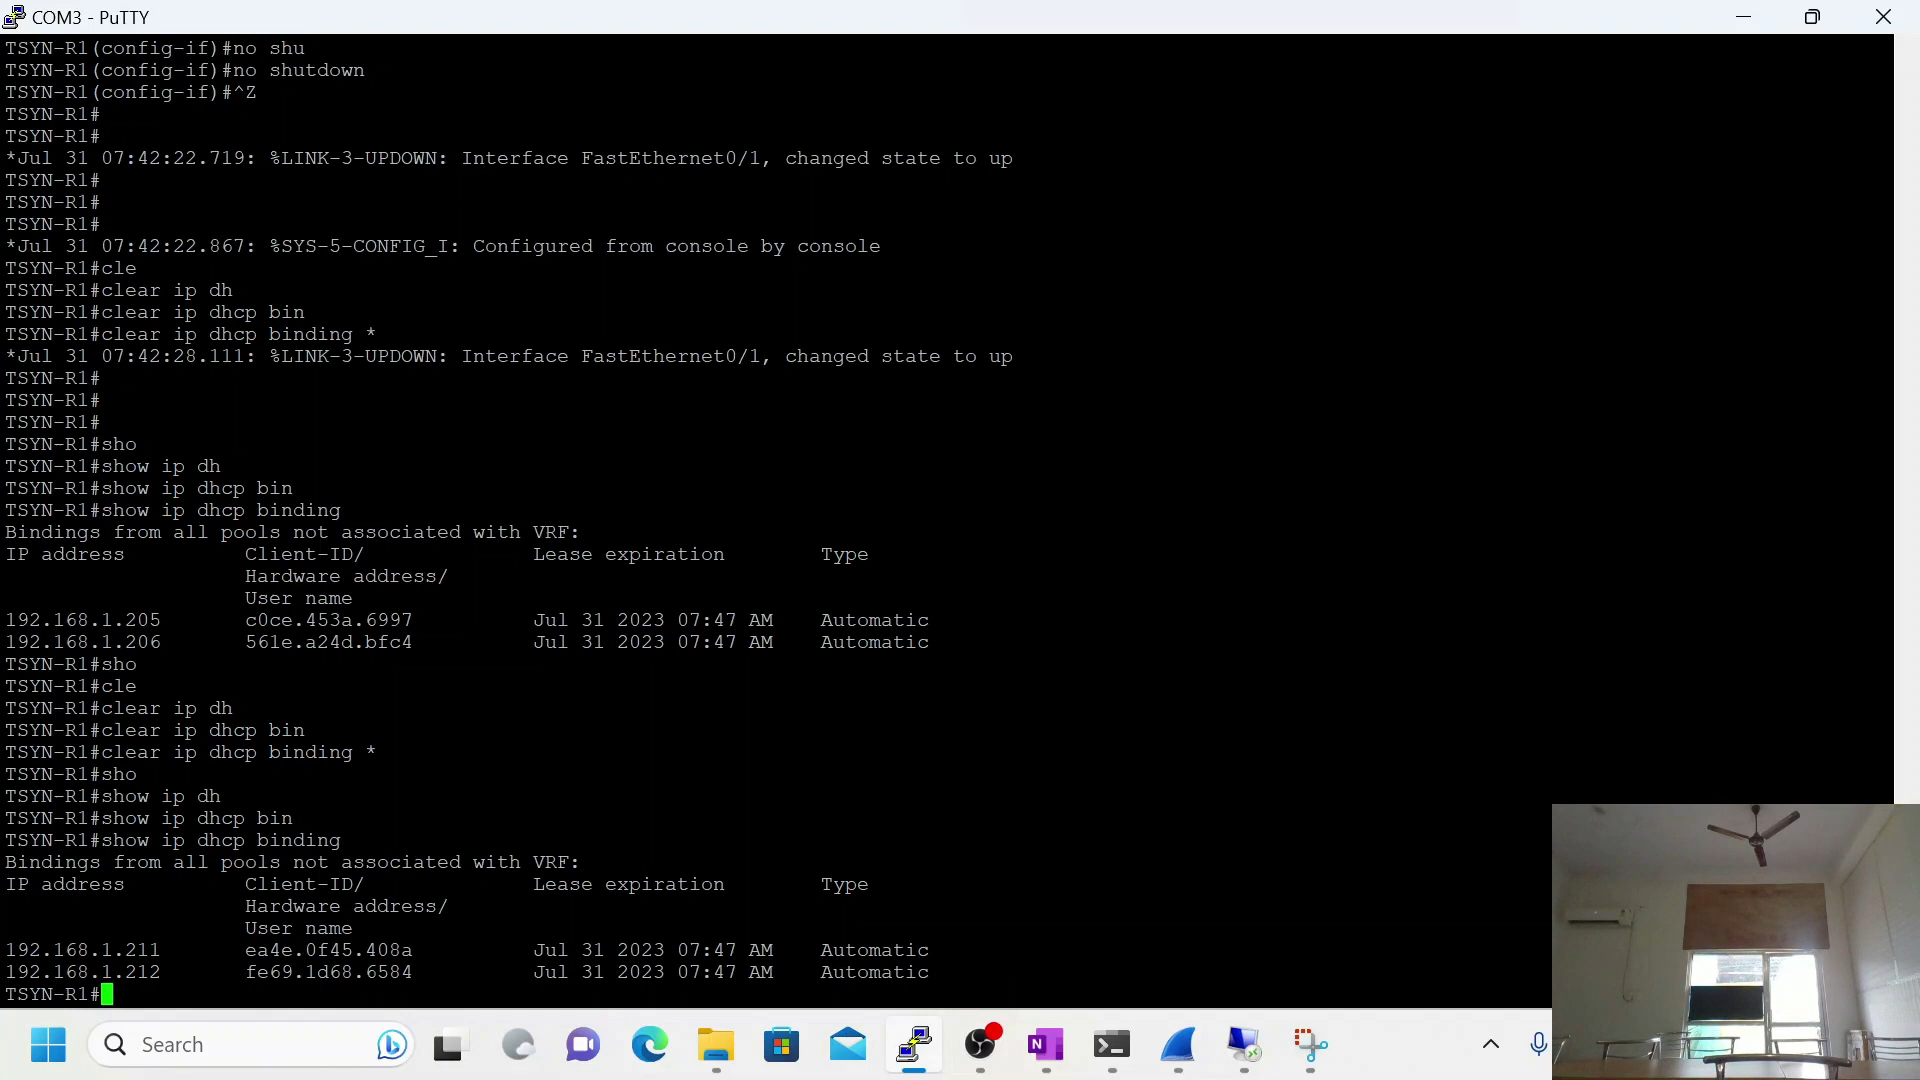 COM3 - PuTTY
TSYN-R1(config-if)#no shu
TSYN-R1(config-if)#no shutdown
TSYN-R1(config-if)#^Z
TSYN-R1#
TSYN-R1#
*Jul 31 07:42:22.719: %LINK-3-UPDOWN: Interface FastEthernet0/1, changed state to up
TSYN-R1#
TSYN-R1#
TSYN-R1#
*Jul 31 07:42:22.867: %SYS-5-CONFIG_I: Configured from console by console
TSYN-R1#cle
TSYN-R1#clear ip dh
TSYN-R1#clear ip dhcp bin
TSYN-R1#clear ip dhcp binding *
*Jul 31 07:42:28.111: %LINK-3-UPDOWN: Interface FastEthernet0/1, changed state to up
TSYN-R1#
TSYN-R1#
TSYN-R1#
TSYN-R1#sho
TSYN-R1#show ip dh
TSYN-R1#show ip dhcp bin
TSYN-R1#show ip dhcp binding
Bindings from all pools not associated with VRF:
IP address Client-ID/ Lease expiration Type
Hardware address/
User name
192.168.1.205 c0ce.453a.6997 Jul 31 2023 07:47 AM Automatic
192.168.1.206 561e.a24d.bfc4 Jul 31 2023 07:47 AM Automatic
TSYN-R1#sho
TSYN-R1#cle
TSYN-R1#clear ip dh
TSYN-R1#clear ip dhcp bin
TSYN-R1#clear ip dhcp binding *
TSYN-R1#sho
TSYN-R1#show ip dh
TSYN-R1#show ip dhcp bin
TSYN-R1#show ip dhcp binding
Bindings from all pools not associated with VRF:
IP address Client-ID/ Lease expiration Type
Hardware address/
User name
192.168.1.211 ea4e.0f45.408a Jul 31 2023 07:47 AM Automatic
192.168.1.212 fe69.1d68.6584 Jul 31 2023 07:47 AM Automatic
TSYN-R1#
Search
N